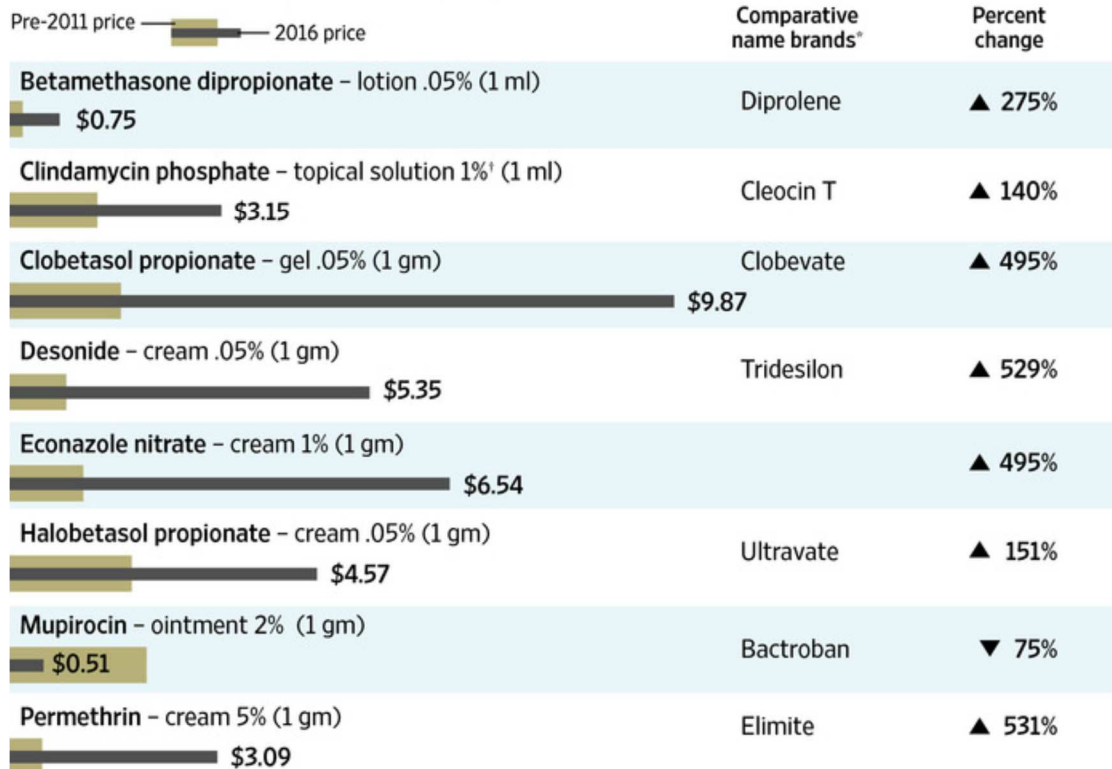 Pre-2011 price
2016 price
Comparative name brands*
Percent change
Betamethasone dipropionate – lotion .05% (1 ml)
$0.75
Diprolene
▲ 275%
Clindamycin phosphate – topical solution 1%† (1 ml)
$3.15
Cleocin T
▲ 140%
Clobetasol propionate – gel .05% (1 gm)
$9.87
Clobevate
▲ 495%
Desonide – cream .05% (1 gm)
$5.35
Tridesilon
▲ 529%
Econazole nitrate – cream 1% (1 gm)
$6.54
▲ 495%
Halobetasol propionate – cream .05% (1 gm)
$4.57
Ultravate
▲ 151%
Mupirocin – ointment 2% (1 gm)
$0.51
Bactroban
▼ 75%
Permethrin – cream 5% (1 gm)
$3.09
Elimite
▲ 531%